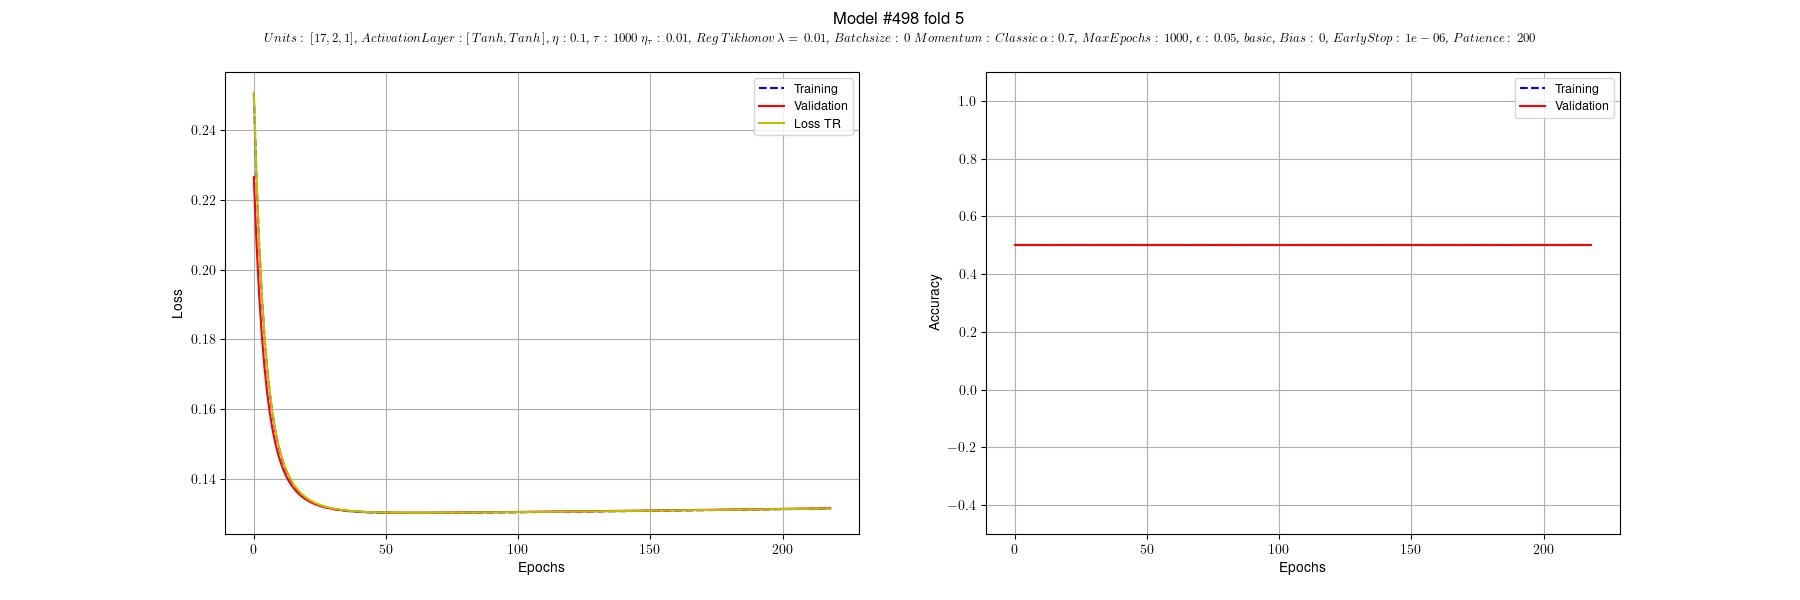 Model #498 fold 5
Units : [17, 2, 1], ActivationLayer : [Tanh, Tanh], η : 0.1, τ : 1000 η_τ : 0.01, Reg Tikhonov λ = 0.01, Batchsize : 0 Momentum : Classic α : 0.7, MaxEpochs : 1000, ϵ : 0.05, basic, Bias : 0, EarlyStop : 1e − 06, Patience : 200
Training
Validation
Loss TR
0.24
0.22
0.20
0.18
0.16
0.14
Loss
0 50 100 150 200
Epochs
Training
Validation
1.0
0.8
0.6
0.4
0.2
0.0
−0.2
−0.4
Accuracy
0 50 100 150 200
Epochs